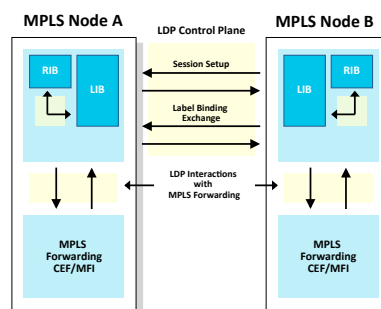 MPLS Node A
LDP Control Plane
MPLS Node B
RIB
LIB
Session Setup
Label Binding
Exchange
LIB
RIB
LDP Interactions
with
MPLS Forwarding
MPLS
Forwarding
CEF/MFI
MPLS
Forwarding
CEF/MFI